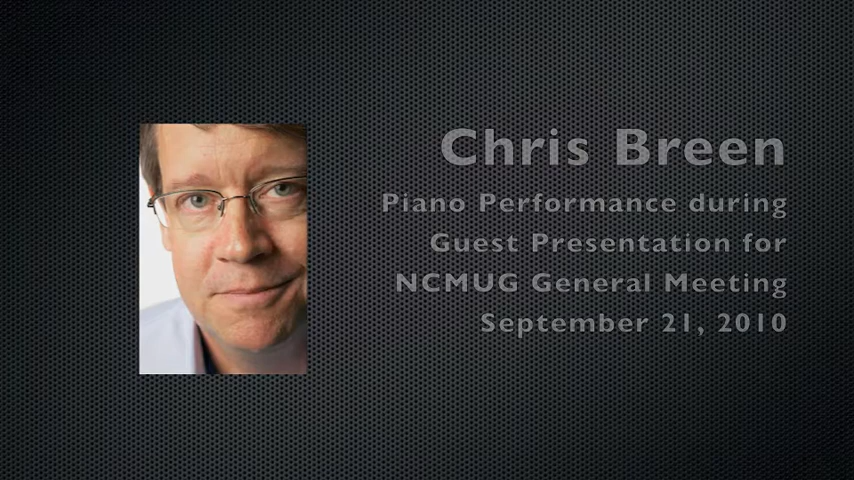 Chris Breen
Piano Performance during
Guest Presentation for
NCMUG General Meeting
September 21, 2010